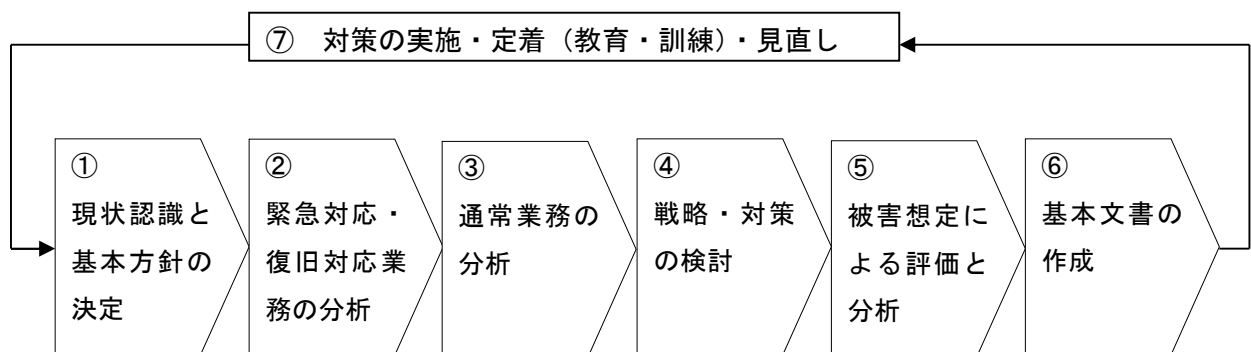 ⑦ 対策の実施・定着（教育・訓練）・見直し
①
現状認識と
基本方針の
決定
②
緊急対応・
復旧対応業
務の分析
③
通常業務の
分析
④
戦略・対策
の検討
⑤
被害想定に
よる評価と
分析
⑥
基本文書の
作成